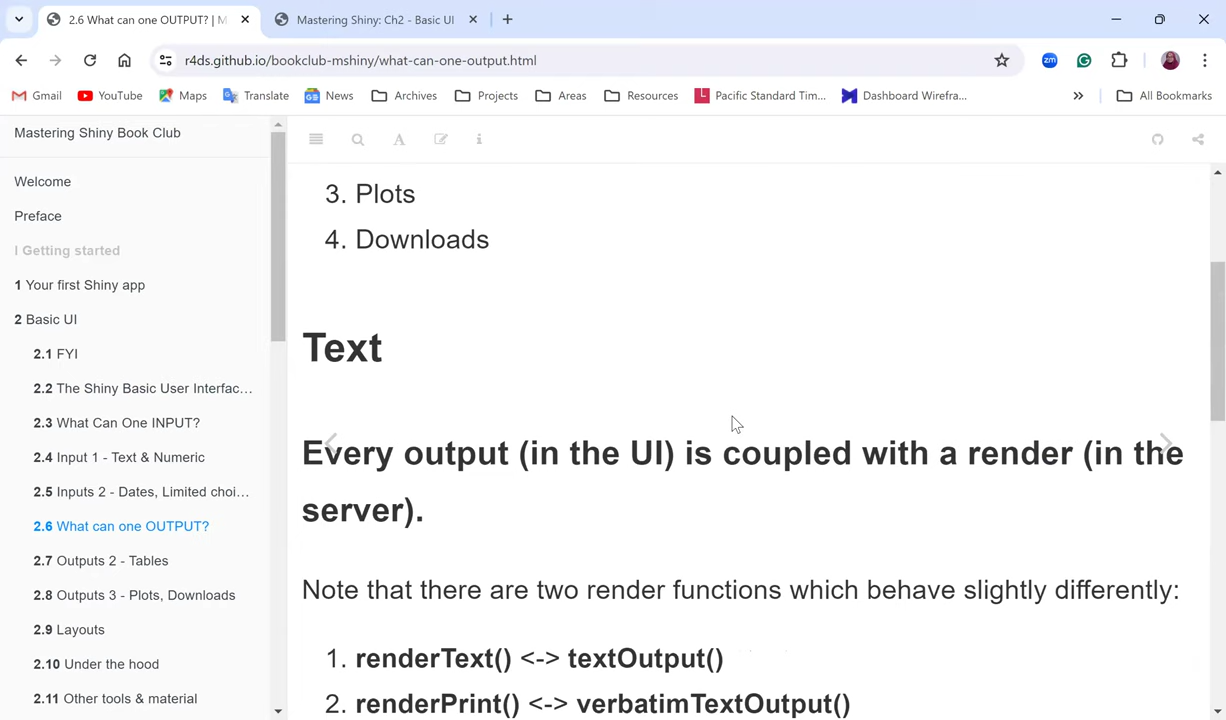 2.6 What can one OUTPUT? | M
Mastering Shiny: Ch2 - Basic UI
r4ds.github.io/bookclub-mshiny/what-can-one-output.html
zm
G
Gmail
YouTube
Maps
Translate
News
Archives
Projects
Areas
Resources
L
Pacific Standard Tim...
Dashboard Wirefra...
»
All Bookmarks
Mastering Shiny Book Club
Welcome
Preface
I Getting started
1 Your first Shiny app
2 Basic UI
2.1 FYI
2.2 The Shiny Basic User Interfac...
2.3 What Can One INPUT?
2.4 Input 1 - Text & Numeric
2.5 Inputs 2 - Dates, Limited choi...
2.6 What can one OUTPUT?
2.7 Outputs 2 - Tables
2.8 Outputs 3 - Plots, Downloads
2.9 Layouts
2.10 Under the hood
2.11 Other tools & material
A
i
3. Plots
4. Downloads
Text
Every output (in the UI) is coupled with a render (in the
server).
Note that there are two render functions which behave slightly differently:
1. renderText() <-> textOutput()
2. renderPrint() <-> verbatimTextOutput()